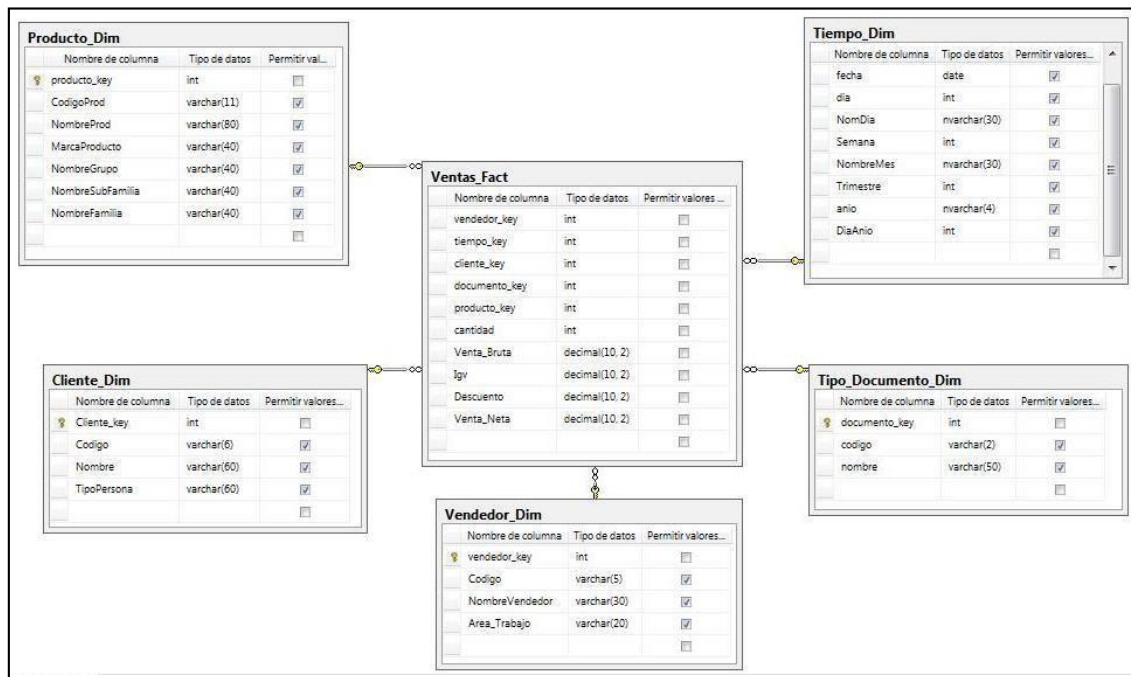 Producto_Dim
Nombre de columna Tipo de datos Permitir val...
producto_key int
CodigoProd varchar(11)
NombreProd varchar(80)
MarcaProducto varchar(40)
NombreGrupo varchar(40)
NombreSubFamilia varchar(40)
NombreFamilia varchar(40)
Tiempo_Dim
Nombre de columna Tipo de datos Permitir valores...
fecha date
dia int
NomDia nvarchar(30)
Semana int
NombreMes nvarchar(30)
Trimestre int
anio nvarchar(4)
DiaAnio int
Ventas_Fact
Nombre de columna Tipo de datos Permitir valores ...
vendedor_key int
tiempo_key int
cliente_key int
documento_key int
producto_key int
cantidad int
Venta_Bruta decimal(10, 2)
Igv decimal(10, 2)
Descuento decimal(10, 2)
Venta_Neta decimal(10, 2)
Cliente_Dim
Nombre de columna Tipo de datos Permitir valores...
Cliente_key int
Codigo varchar(6)
Nombre varchar(60)
TipoPersona varchar(60)
Tipo_Documento_Dim
Nombre de columna Tipo de datos Permitir valores...
documento_key int
codigo varchar(2)
nombre varchar(50)
Vendedor_Dim
Nombre de columna Tipo de datos Permitir valores...
vendedor_key int
Codigo varchar(5)
NombreVendedor varchar(30)
Area_Trabajo varchar(20)